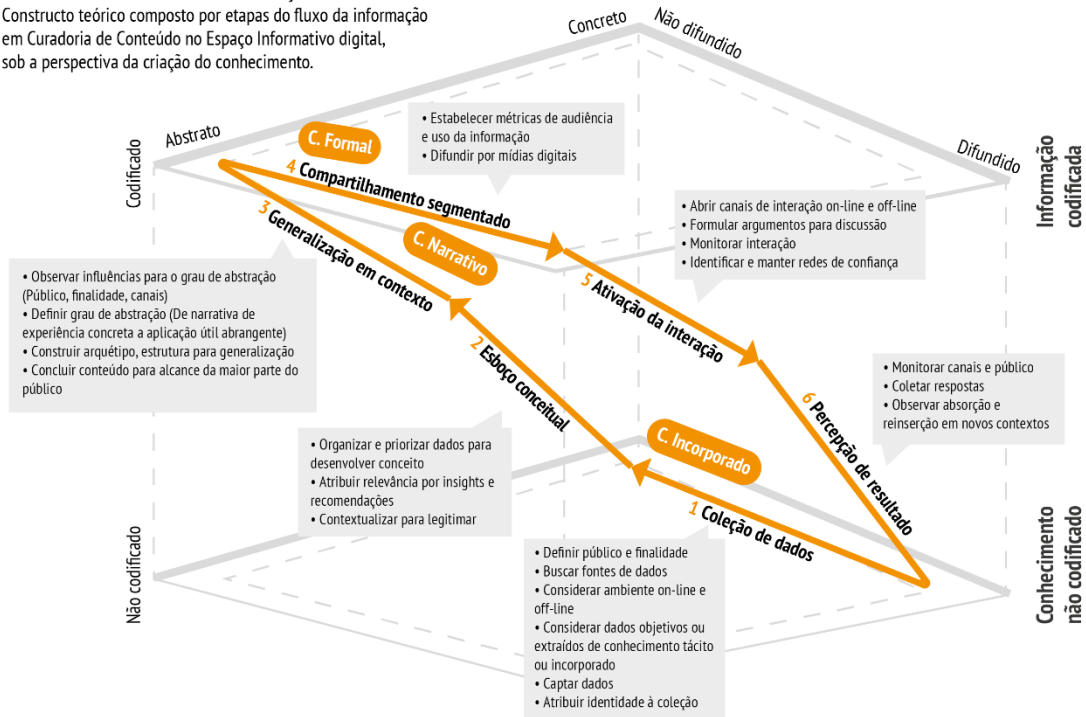 Constructo teórico composto por etapas do fluxo da informação
em Curadoria de Conteúdo no Espaço Informativo digital,
sob a perspectiva da criação do conhecimento.
Concreto
Não difundido
Abstrato
Difundido
Codificado
Informação
codificada
C. Formal
• Estabelecer métricas de audiência
e uso da informação
• Difundir por mídias digitais
4 Compartilhamento segmentado
3 Generalização em contexto
C. Narrativo
• Abrir canais de interação on-line e off-line
• Formular argumentos para discussão
• Monitorar interação
• Identificar e manter redes de confiança
5 Ativação da interação
• Observar influências para o grau de abstração
(Público, finalidade, canais)
• Definir grau de abstração (De narrativa de
experiência concreta a aplicação útil abrangente)
• Construir arquétipo, estrutura para generalização
• Concluir conteúdo para alcance da maior parte do
público
2 Esboço conceitual
• Monitorar canais e público
• Coletar respostas
• Observar absorção e
reinserção em novos contextos
6 Percepção de resultado
C. Incorporado
• Organizar e priorizar dados para
desenvolver conceito
• Atribuir relevância por insights e
recomendações
• Contextualizar para legitimar
1 Coleção de dados
Não codificado
Conhecimento
não codificado
• Definir público e finalidade
• Buscar fontes de dados
• Considerar ambiente on-line e
off-line
• Considerar dados objetivos ou
extraídos de conhecimento tácito
ou incorporado
• Captar dados
• Atribuir identidade à coleção